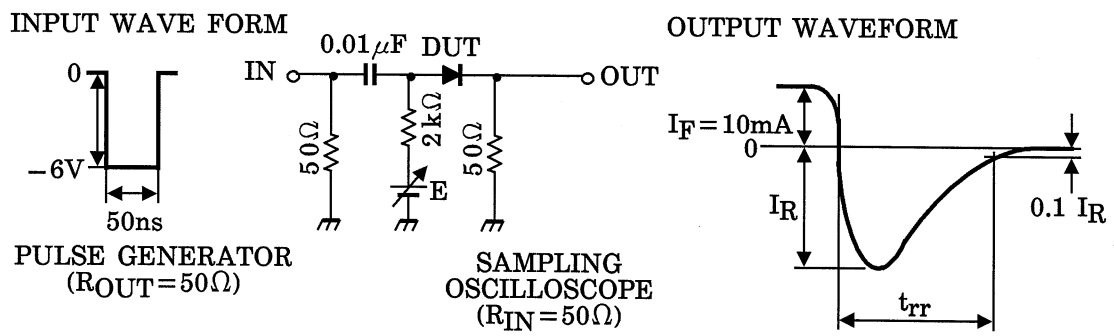 INPUT WAVE FORM
0
−6V
50ns
PULSE GENERATOR
(ROUT=50Ω)
0.01μF DUT
IN
OUT
50Ω
2kΩ
50Ω
E
SAMPLING
OSCILLOSCOPE
(RIN=50Ω)
OUTPUT WAVEFORM
IF=10mA
0
IR
0.1 IR
trr